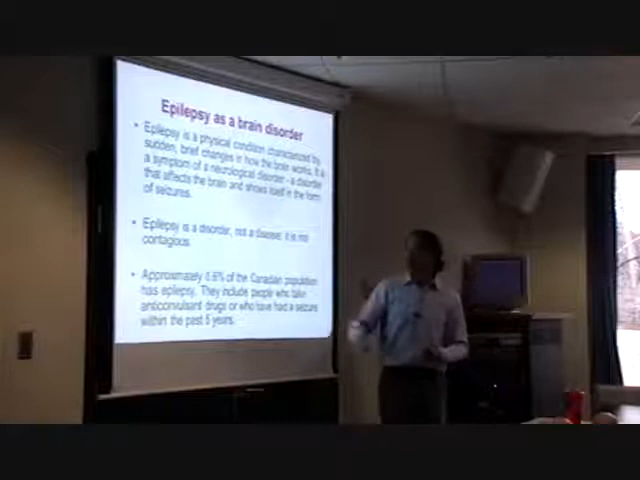 Epilepsy as a brain disorder
• Epilepsy is a physical condition characterized by
sudden, brief changes in how the brain works. It is
a symptom of a neurological disorder - a disorder
that affects the brain and shows itself in the form
of seizures.
• Epilepsy is a disorder, not a disease; it is not
contagious.
• Approximately 0.6% of the Canadian population
has epilepsy. They include people who take
anticonvulsant drugs or who have had a seizure
within the past 5 years.